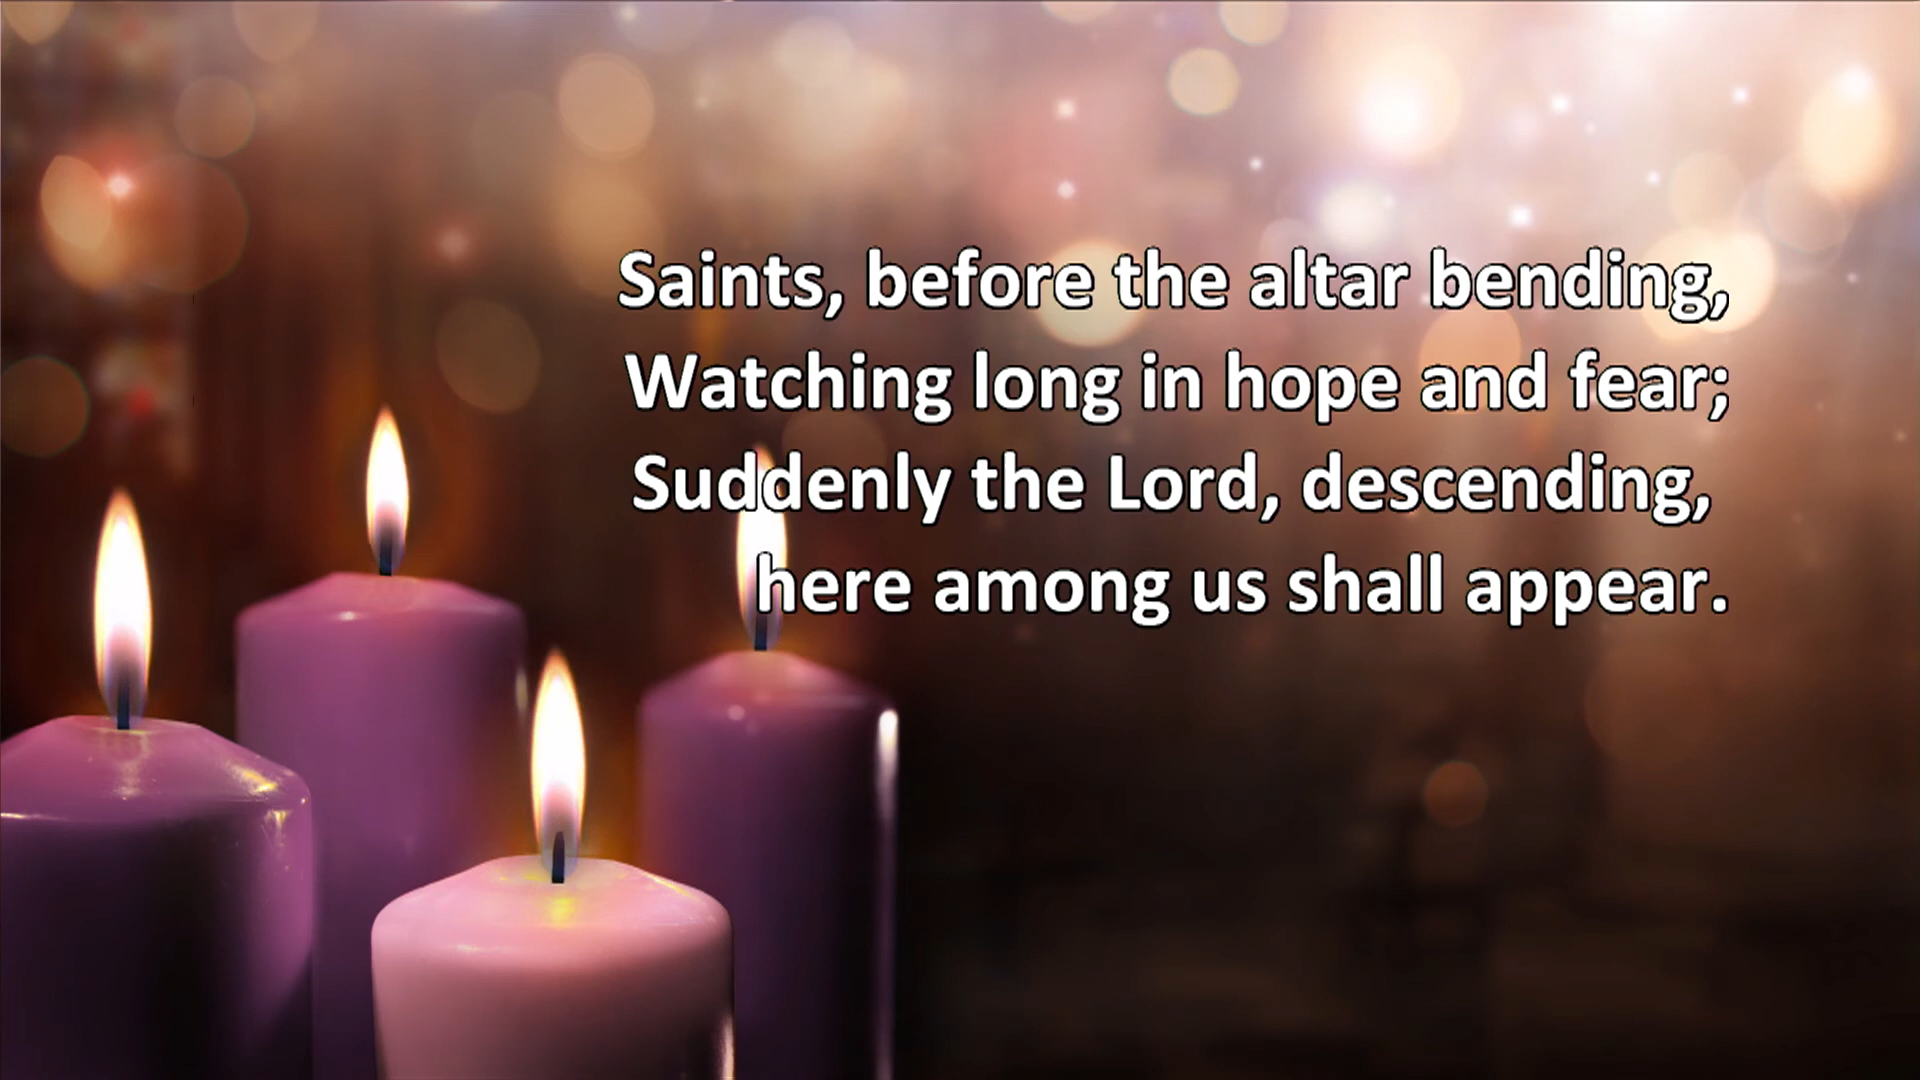 Saints, before the altar bending,
Watching long in hope and fear;
Suddenly the Lord, descending,
here among us shall appear.